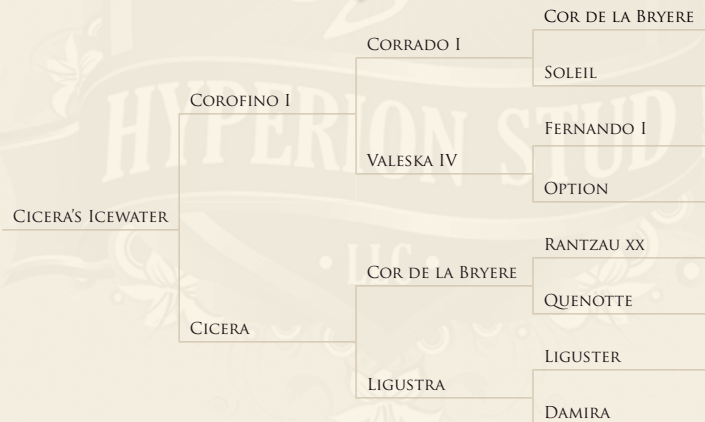 COR DE LA BRYERE
CORRADO I
SOLEIL
COROFINO I
FERNANDO I
VALESKA IV
OPTION
CICERA'S ICEWATER
RANTZAU XX
COR DE LA BRYERE
QUENOTTE
CICERA
LIGUSTER
LIGUSTRA
DAMIRA
HYPERION STUD
• LLC •